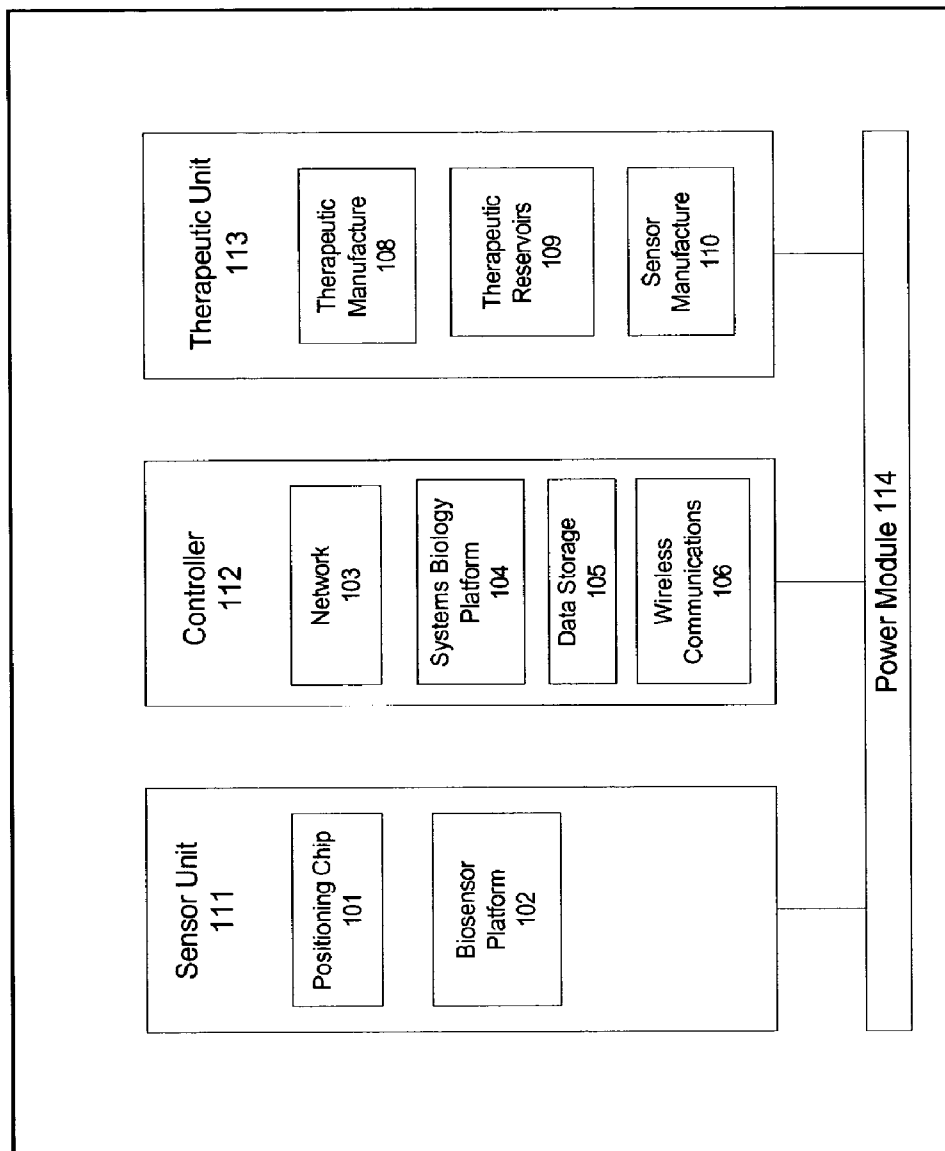 Sensor Unit
111
Positioning Chip
101
Biosensor
Platform
102
Controller
112
Network
103
Systems Biology
Platform
104
Data Storage
105
Wireless
Communications
106
Therapeutic Unit
113
Therapeutic
Manufacture
108
Therapeutic
Reservoirs
109
Sensor
Manufacture
110
Power Module 114